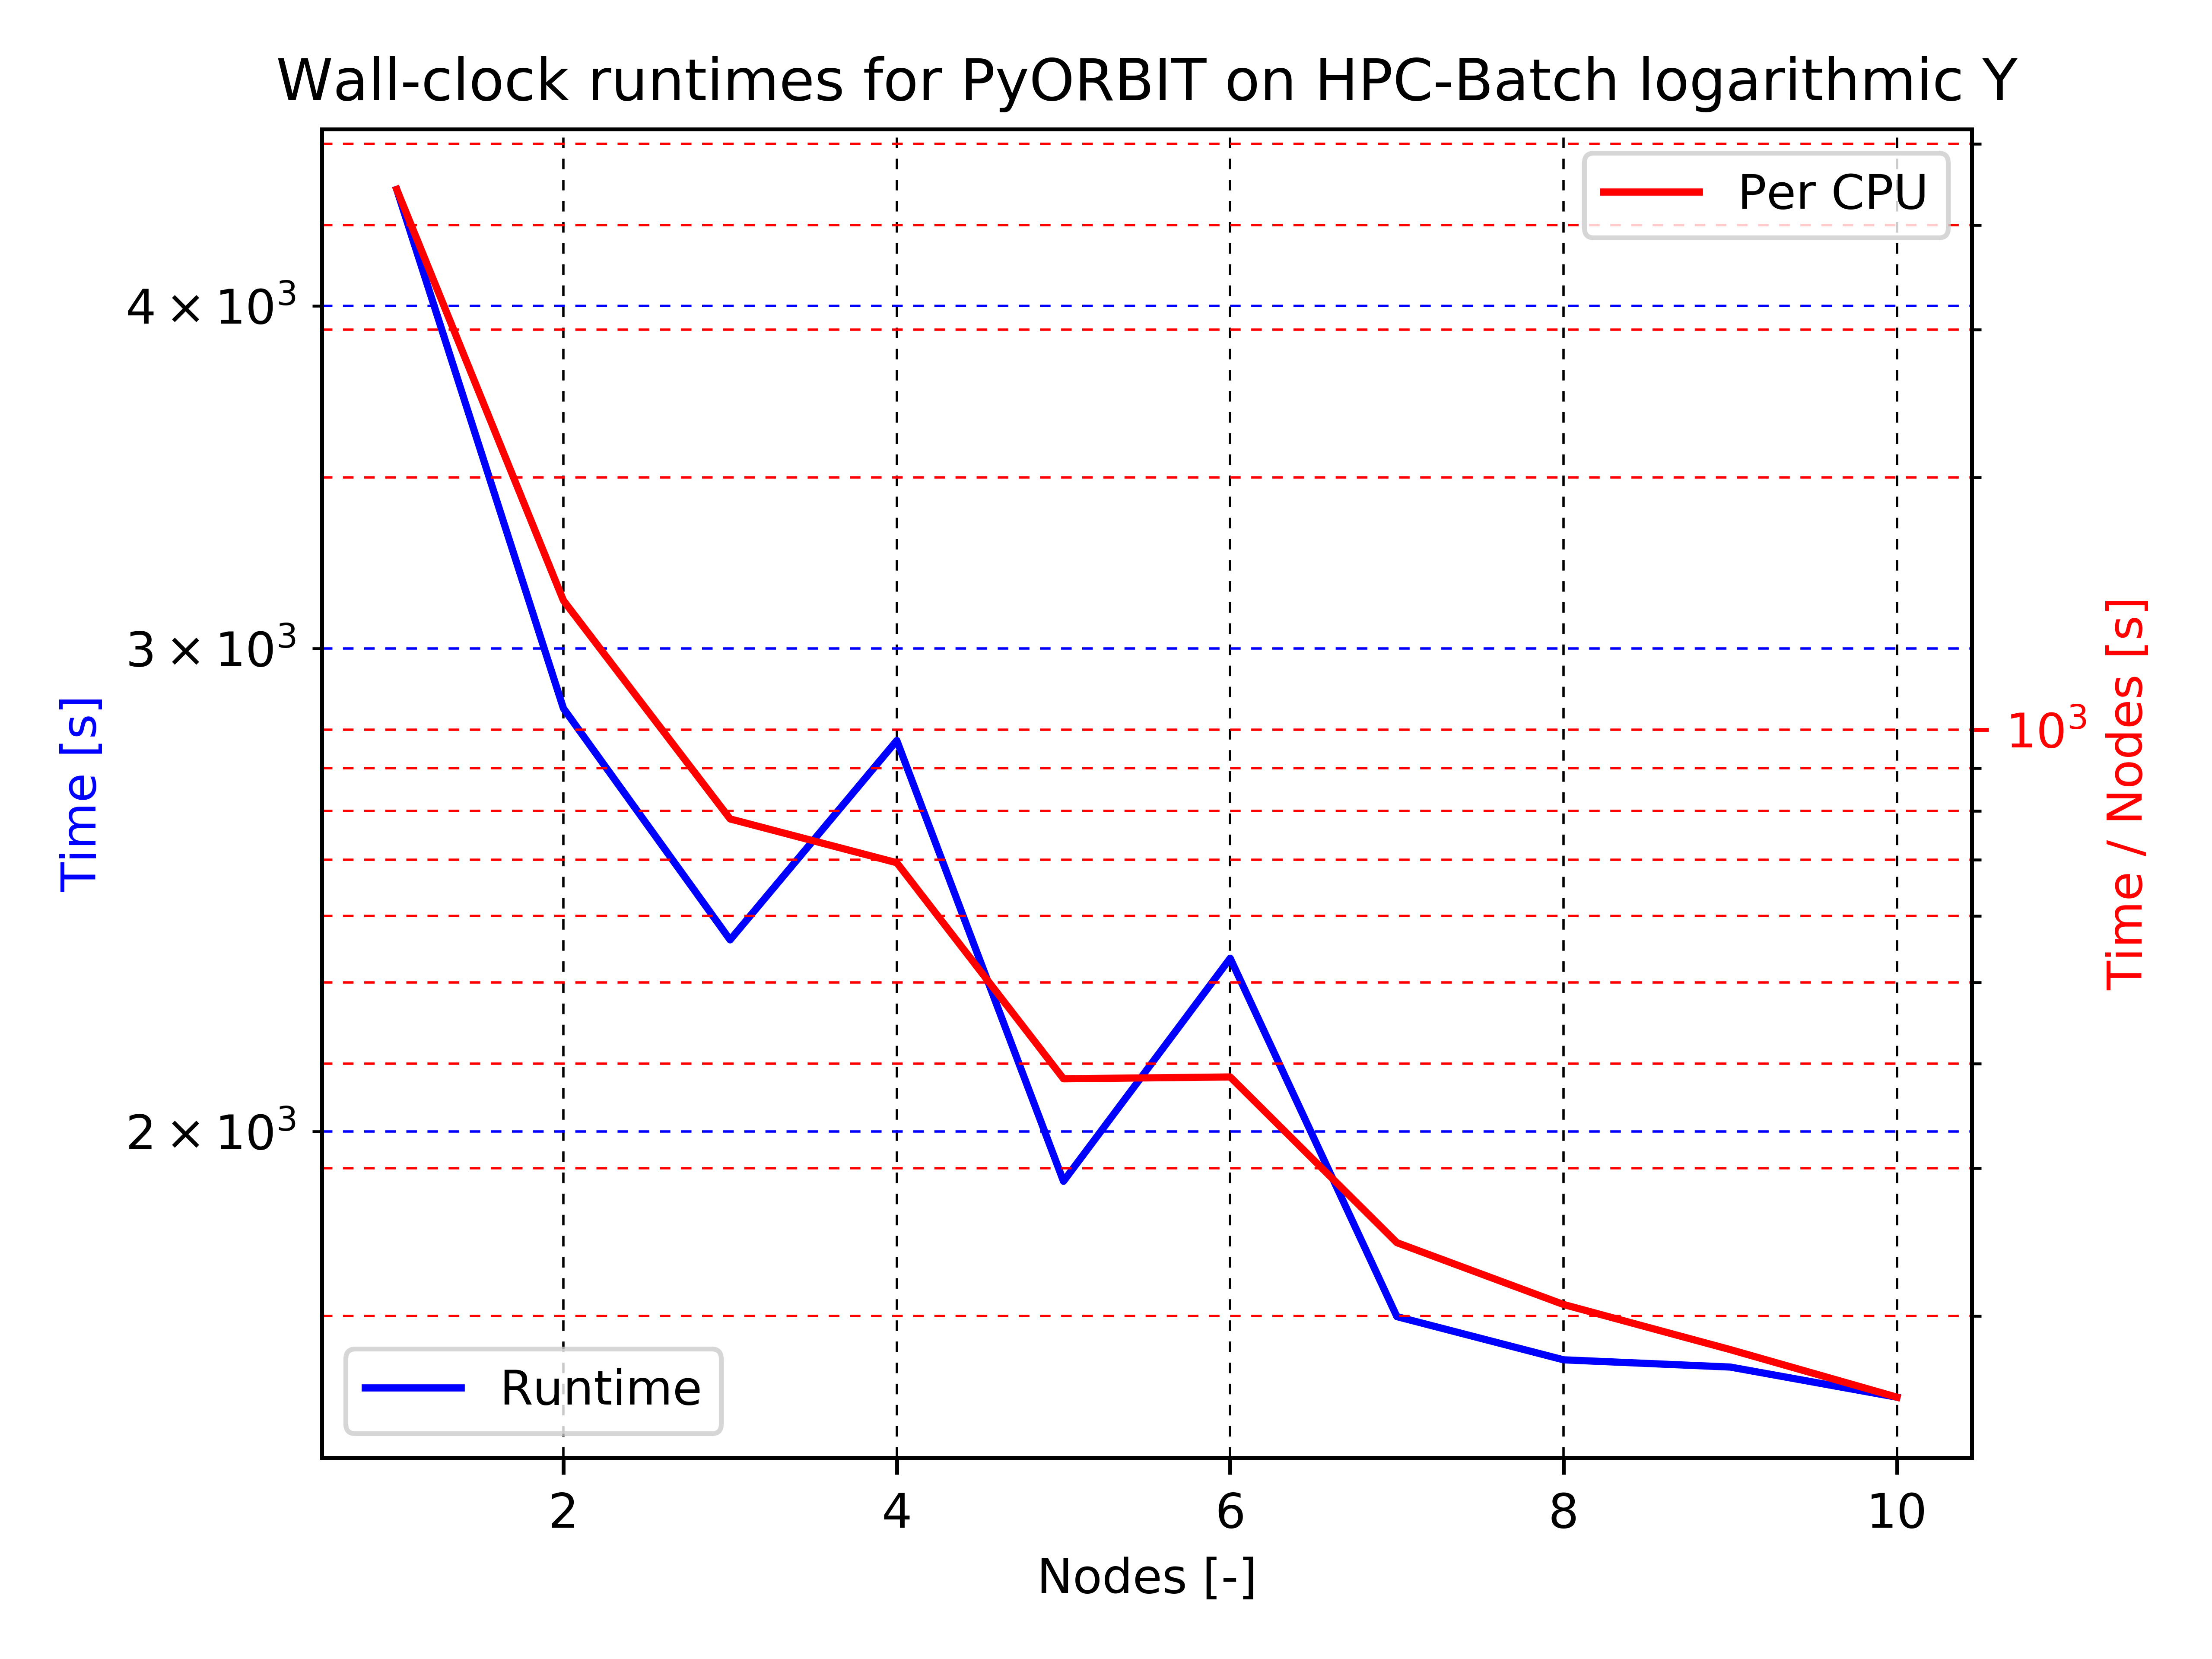 Wall-clock runtimes for PyORBIT on HPC-Batch logarithmic Y
Per CPU
4 × 10³
3 × 10³
2 × 10³
Time [s]
10³
Time / Nodes [s]
Runtime
2 4 6 8 10
Nodes [-]